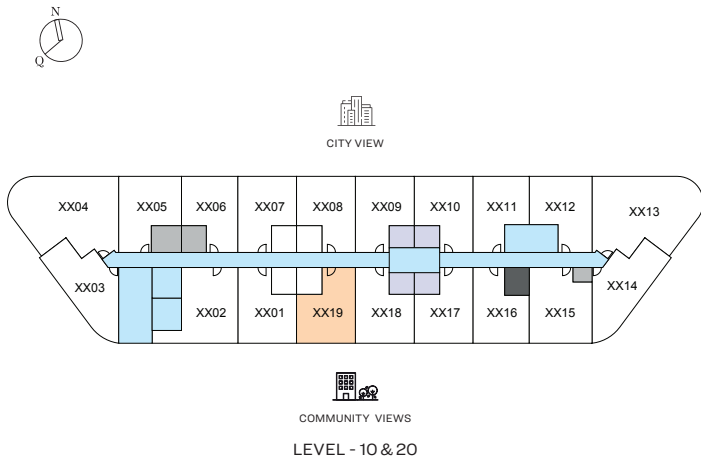 N
Q
CITY VIEW
XX04 XX05 XX06 XX07 XX08 XX09 XX10 XX11 XX12 XX13
XX03 XX02 XX01 XX19 XX18 XX17 XX16 XX15 XX14
COMMUNITY VIEWS
LEVEL - 10 & 20